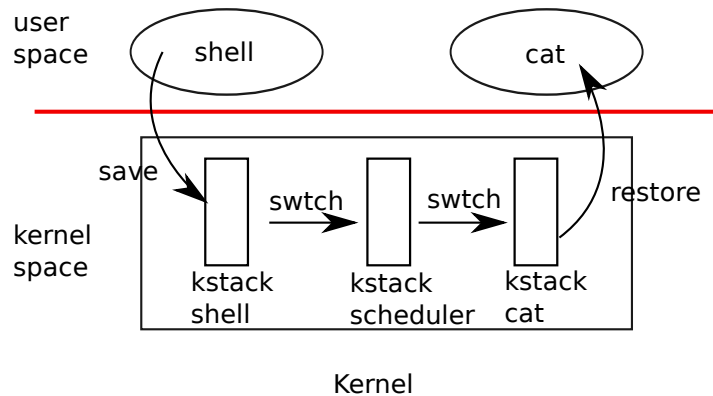 user
space
shell
cat
save
swtch
swtch
restore
kernel
space
kstack
shell
kstack
scheduler
kstack
cat
Kernel